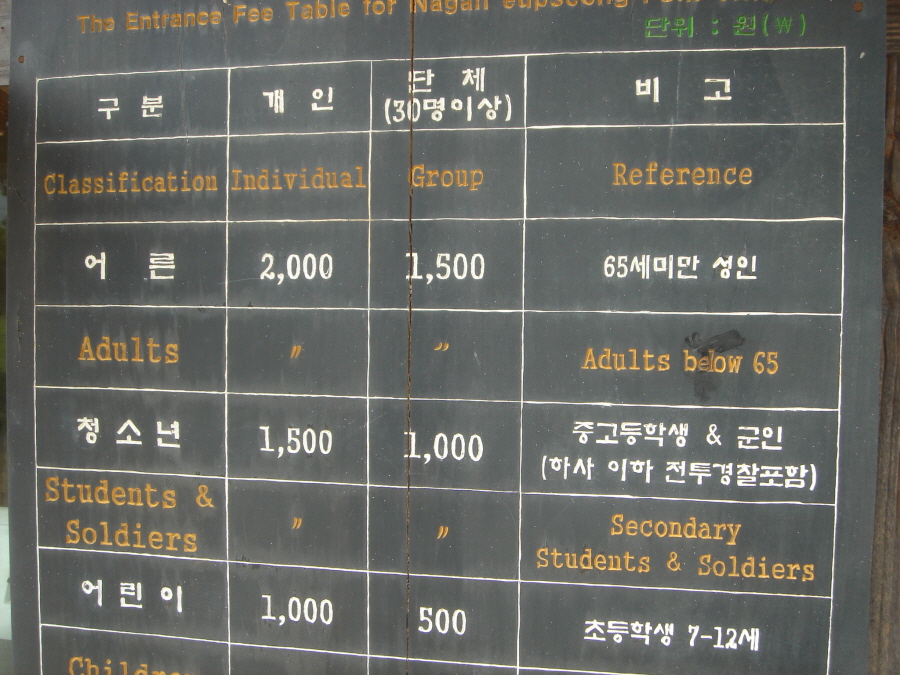 The Entrance Fee Table for Nagan eupseong
단위 : 원(₩)
구 분 개 인 단 체
(30명이상) 비 고
Classification Individual Group Reference
어 른 2,000 1,500 65세미만 성인
Adults 〃 〃 Adults below 65
청 소 년 1,500 1,000 중고등학생 & 군인
(하사 이하 전투경찰포함)
Students &
Soldiers 〃 〃 Secondary
Students & Soldiers
어 린 이 1,000 500 초등학생 7-12세